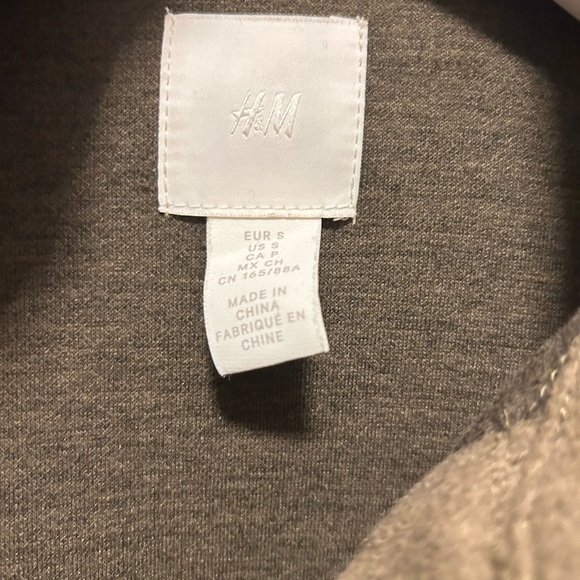 H&M
EUR S
US S
CA P
MX CH
CN 165/88A
MADE IN
CHINA
FABRIQUÉ EN
CHINE